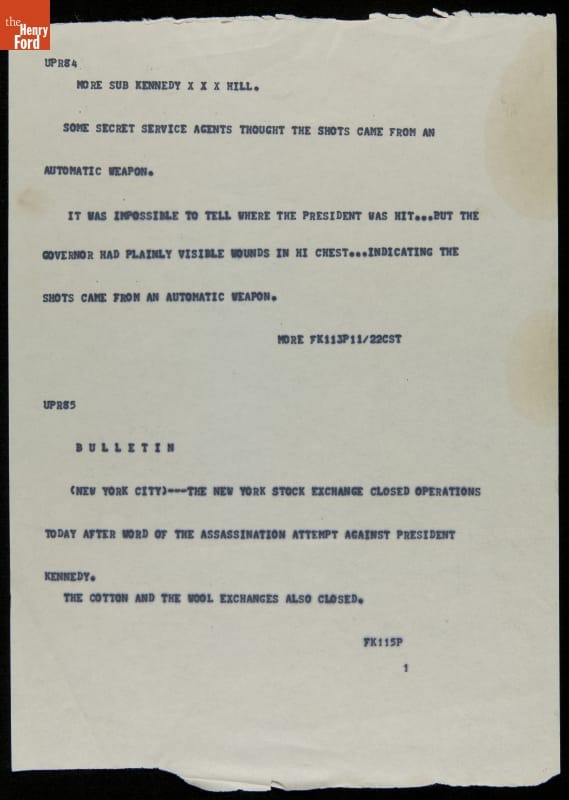 the
Henry
Ford
UPR84
MORE SUB KENNEDY X X X HILL.
SOME SECRET SERVICE AGENTS THOUGHT THE SHOTS CAME FROM AN
AUTOMATIC WEAPON.
IT WAS IMPOSSIBLE TO TELL WHERE THE PRESIDENT WAS HIT...BUT THE
GOVERNOR HAD PLAINLY VISIBLE WOUNDS IN HI CHEST...INDICATING THE
SHOTS CAME FROM AN AUTOMATIC WEAPON.
MORE FK113P11/22CST
UPR85
B U L L E T I N
(NEW YORK CITY)---THE NEW YORK STOCK EXCHANGE CLOSED OPERATIONS
TODAY AFTER WORD OF THE ASSASSINATION ATTEMPT AGAINST PRESIDENT
KENNEDY.
THE COTTON AND THE WOOL EXCHANGES ALSO CLOSED.
FK115P
1